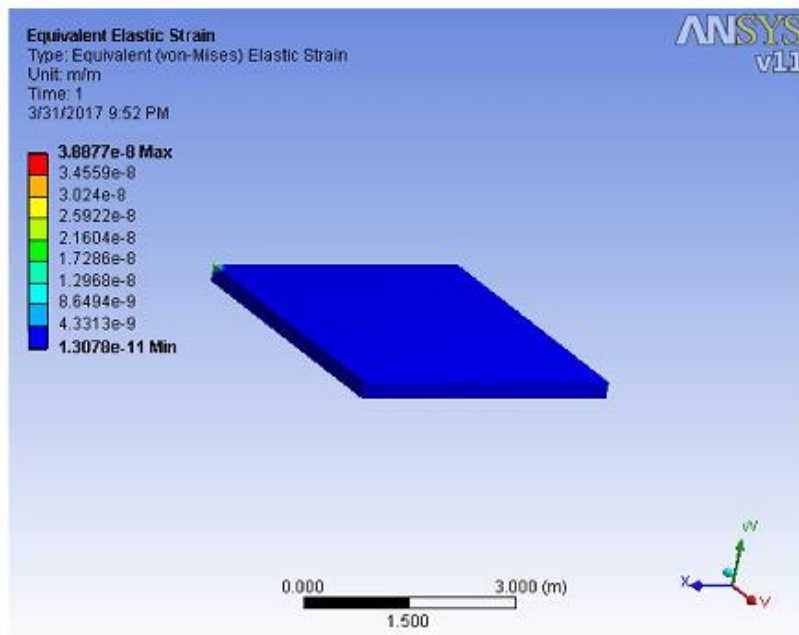 Equivalent Elastic Strain
Type: Equivalent (von-Mises) Elastic Strain
Unit: m/m
Time: 1
3/31/2017 9:52 PM
ANSYS
v11
3.8877e-8 Max
3.4559e-8
3.024e-8
2.5922e-8
2.1604e-8
1.7286e-8
1.2968e-8
8.6494e-9
4.3313e-9
1.3078e-11 Min
W
X
V
0.000 3.000 (m)
1.500